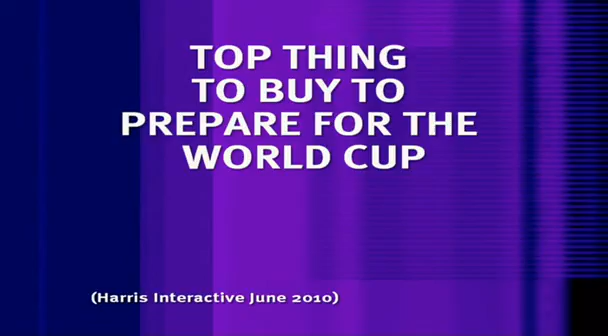 TOP THING
TO BUY TO
PREPARE FOR THE
WORLD CUP
(Harris Interactive June 2010)